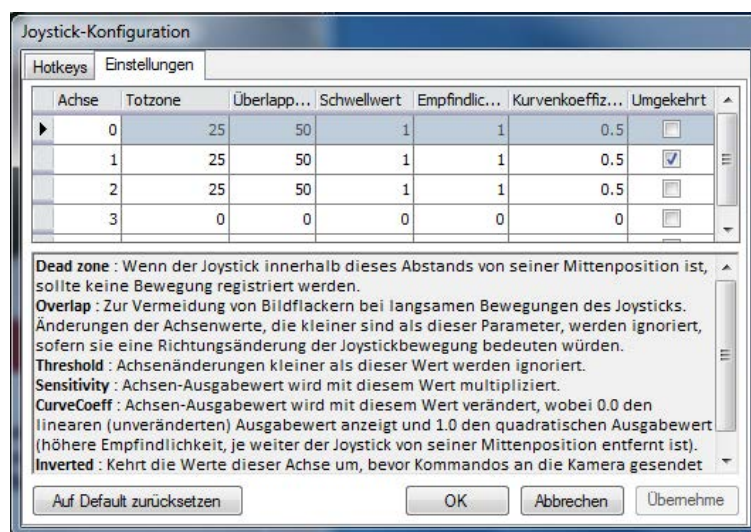 Joystick-Konfiguration
Hotkeys Einstellungen
Achse Totzone Überlapp... Schwellwert Empfindlic... Kurvenkoeffiz... Umgekehrt
0 25 50 1 1 0.5
1 25 50 1 1 0.5
2 25 50 1 1 0.5
3 0 0 0 0 0
Dead zone : Wenn der Joystick innerhalb dieses Abstands von seiner Mittenposition ist,
sollte keine Bewegung registriert werden.
Overlap : Zur Vermeidung von Bildflackern bei langsamen Bewegungen des Joysticks.
Änderungen der Achsenwerte, die kleiner sind als dieser Parameter, werden ignoriert,
sofern sie eine Richtungsänderung der Joystickbewegung bedeuten würden.
Threshold : Achsenänderungen kleiner als dieser Wert werden ignoriert.
Sensitivity : Achsen-Ausgabewert wird mit diesem Wert multipliziert.
CurveCoeff : Achsen-Ausgabewert wird mit diesem Wert verändert, wobei 0.0 den
linearen (unveränderten) Ausgabewert anzeigt und 1.0 den quadratischen Ausgabewert
(höhere Empfindlichkeit, je weiter der Joystick von seiner Mittenposition entfernt ist).
Inverted : Kehrt die Werte dieser Achse um, bevor Kommandos an die Kamera gesendet
Auf Default zurücksetzen OK Abbrechen Übernehme